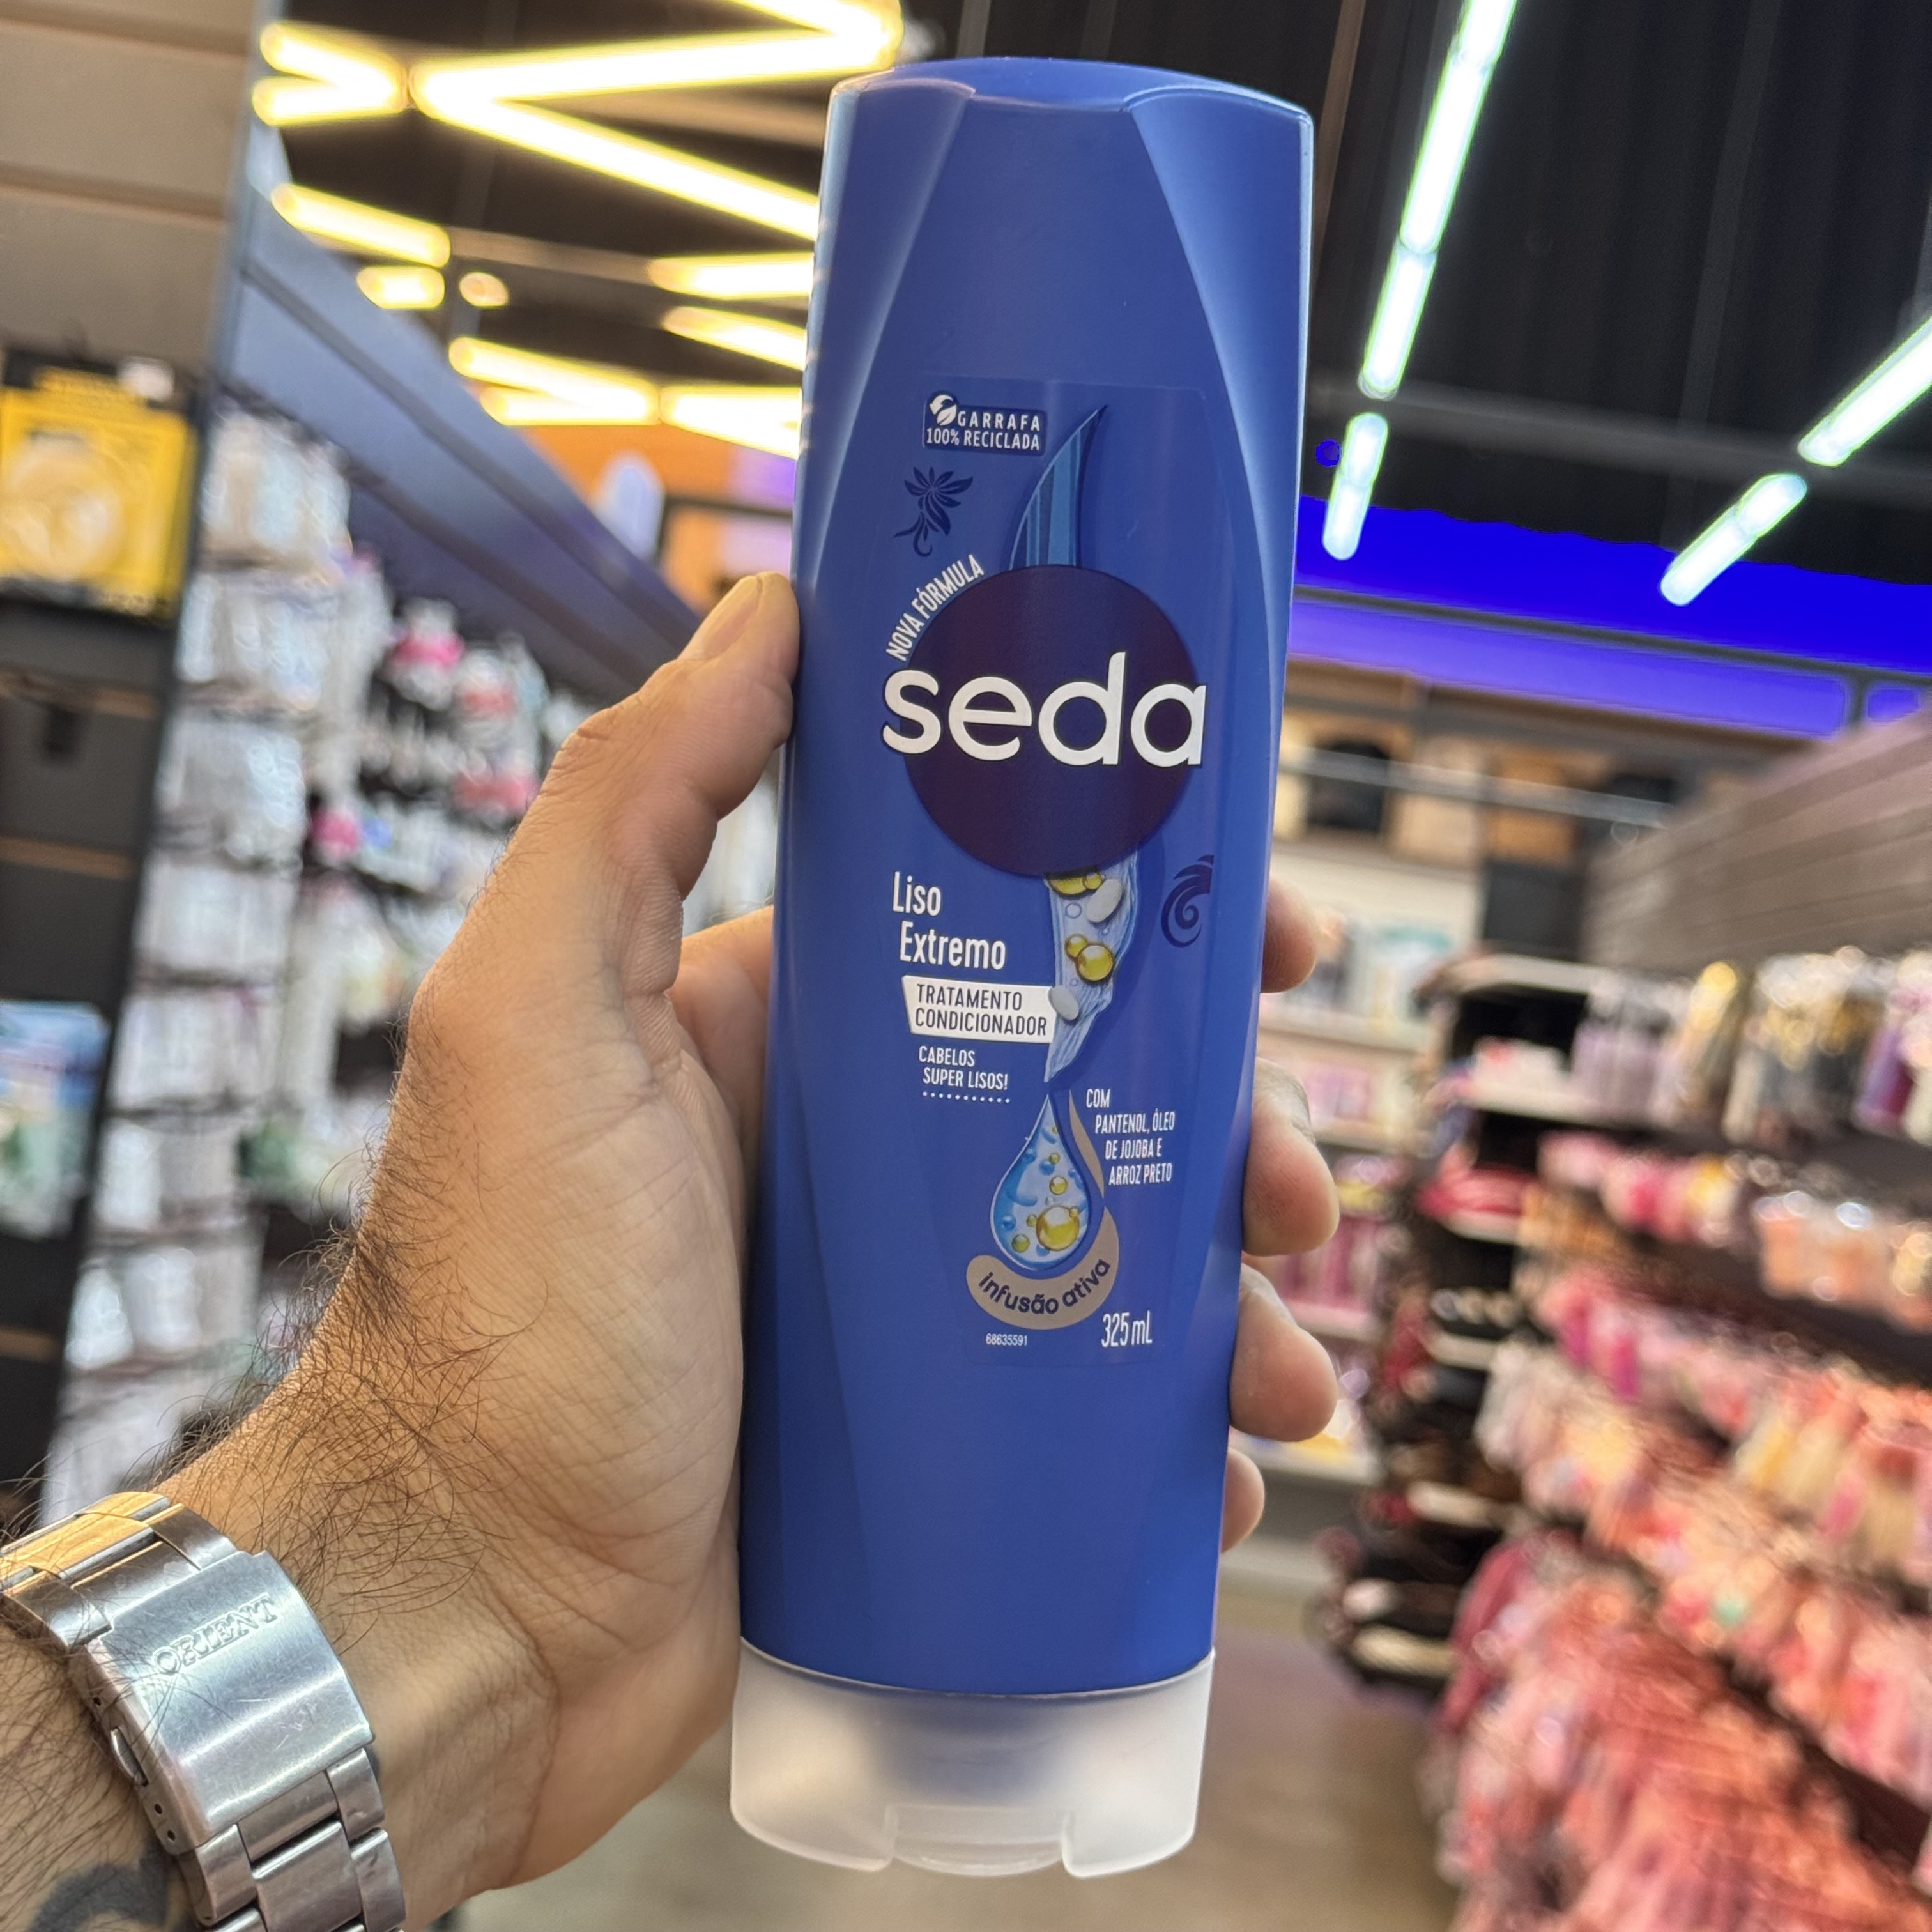 GARRAFA
100% RECICLADA
NOVA FÓRMULA
seda
Liso
Extremo
TRATAMENTO
CONDICIONADOR
CABELOS
SUPER LISOS!
COM
PANTENOL, ÓLEO
DE JOJOBA E
ARROZ PRETO
infusão ativa
68635591
325 mL
ORIENT